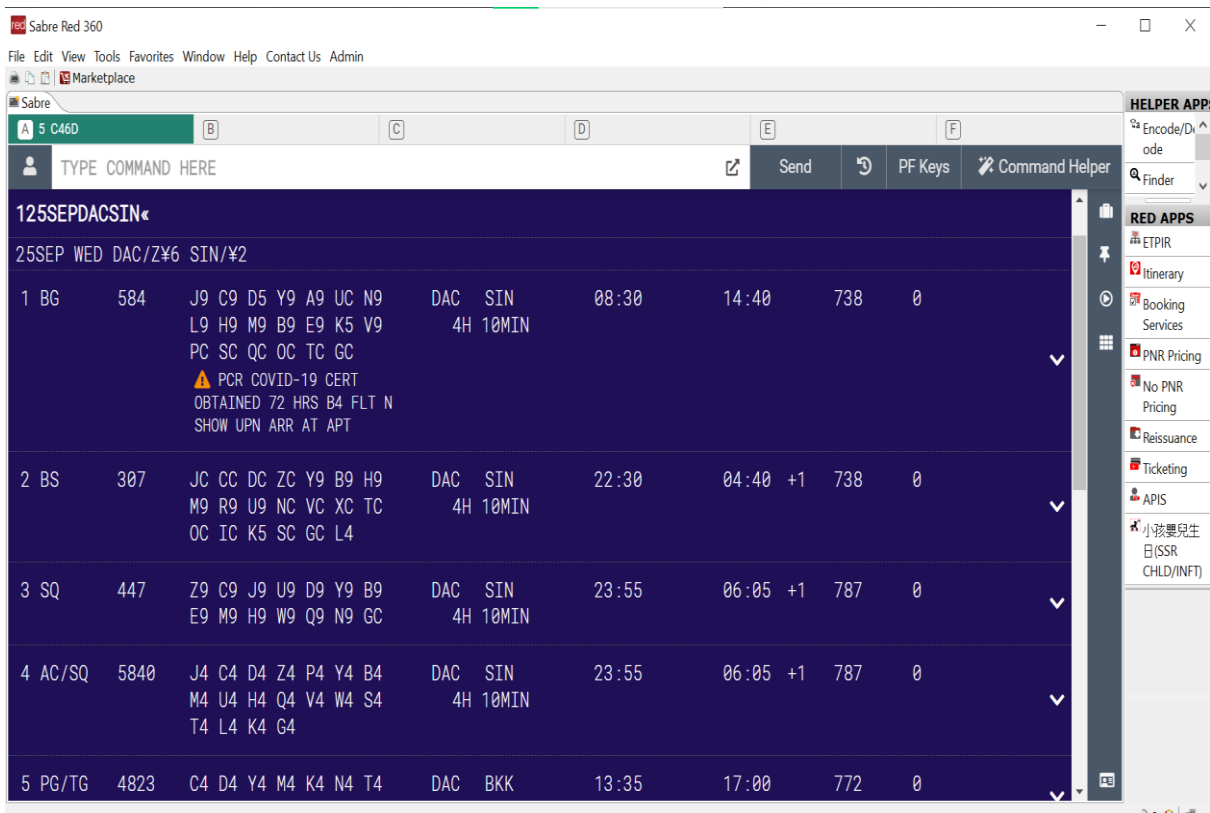 red Sabre Red 360
File Edit View Tools Favorites Window Help Contact Us Admin
Marketplace
Sabre
A 5 C46D B C D E F
TYPE COMMAND HERE Send PF Keys Command Helper
125SEPDACSIN«
25SEP WED DAC/Z¥6 SIN/¥2
1 BG 584 J9 C9 D5 Y9 A9 UC N9 DAC SIN 08:30 14:40 738 0
L9 H9 M9 B9 E9 K5 V9 4H 10MIN
PC SC QC OC TC GC
PCR COVID-19 CERT
OBTAINED 72 HRS B4 FLT N
SHOW UPN ARR AT APT
2 BS 307 JC CC DC ZC Y9 B9 H9 DAC SIN 22:30 04:40 +1 738 0
M9 R9 U9 NC VC XC TC 4H 10MIN
OC IC K5 SC GC L4
3 SQ 447 Z9 C9 J9 U9 D9 Y9 B9 DAC SIN 23:55 06:05 +1 787 0
E9 M9 H9 W9 Q9 N9 GC 4H 10MIN
4 AC/SQ 5840 J4 C4 D4 Z4 P4 Y4 B4 DAC SIN 23:55 06:05 +1 787 0
M4 U4 H4 Q4 V4 W4 S4 4H 10MIN
T4 L4 K4 G4
5 PG/TG 4823 C4 D4 Y4 M4 K4 N4 T4 DAC BKK 13:35 17:00 772 0
HELPER APPS
Encode/De
ode
Finder
RED APPS
ETPIR
Itinerary
Booking
Services
PNR Pricing
No PNR
Pricing
Reissuance
Ticketing
APIS
小孩嬰兒生
日(SSR
CHLD/INFT)